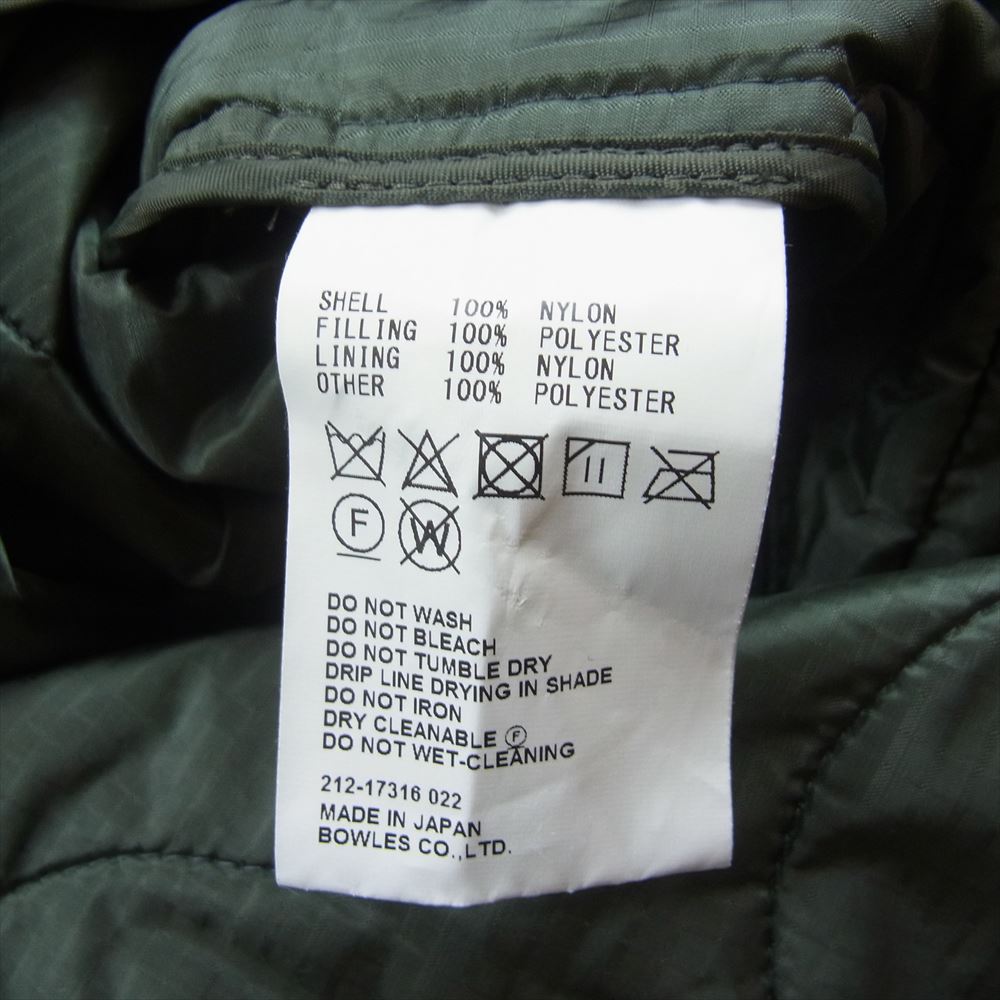 SHELL 100% NYLON
FILLING 100% POLYESTER
LINING 100% NYLON
OTHER 100% POLYESTER
F W
DO NOT WASH
DO NOT BLEACH
DO NOT TUMBLE DRY
DRIP LINE DRYING IN SHADE
DO NOT IRON
DRY CLEANABLE Ⓕ
DO NOT WET-CLEANING
212-17316 022
MADE IN JAPAN
BOWLES CO.,LTD.